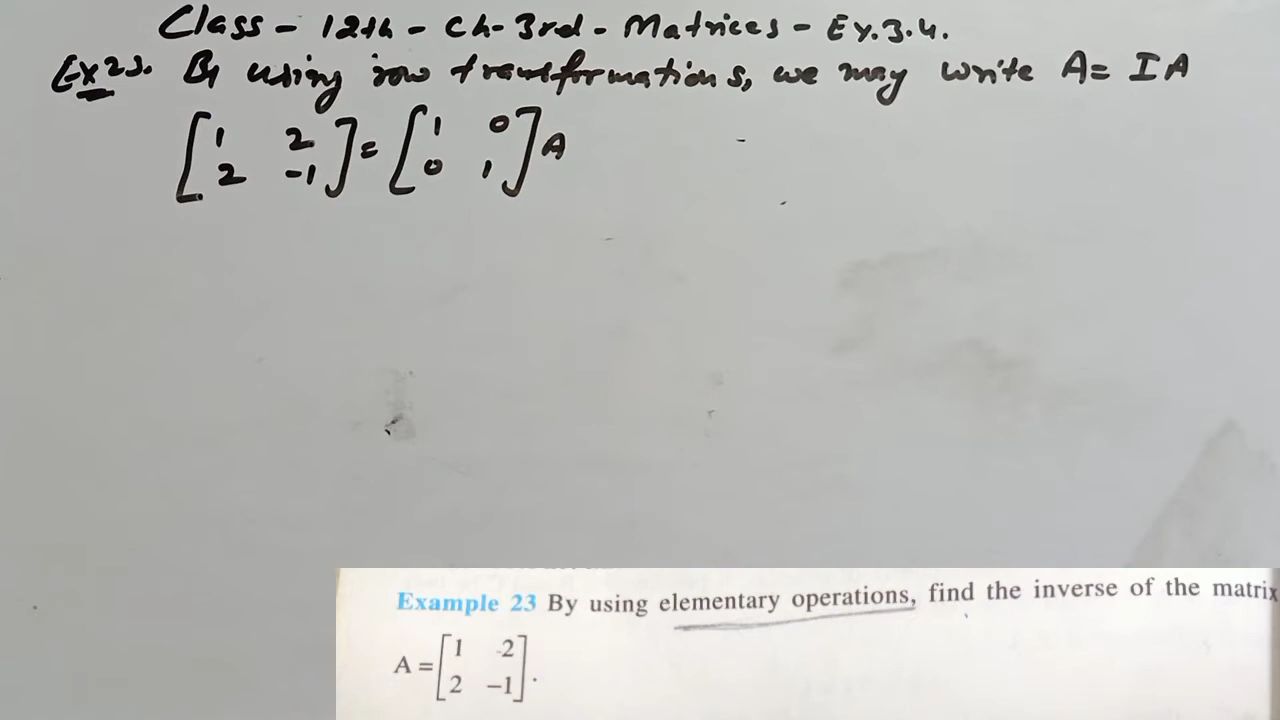 Class - 12th - Ch- 3rd - Matrices - Ex. 3.4.
Ex 23. By using row transformations, we may write A = I A
[ 1 2 ] = [ 1 0 ] A
[ 2 -1 ] [ 0 1 ]
Example 23 By using elementary operations, find the inverse of the matrix
A = [ 1 2 ]
[ 2 −1 ] .